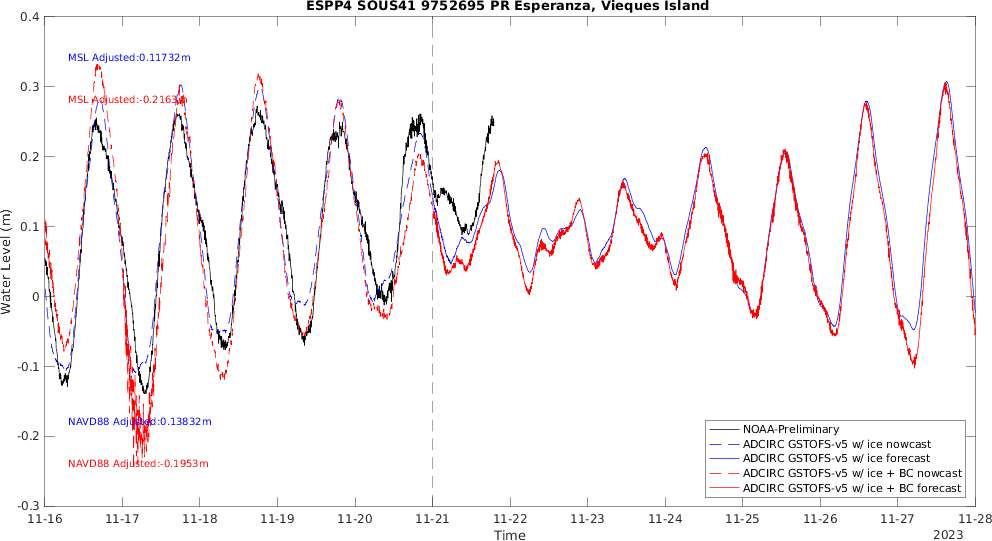 ESPP4 SOUS41 9752695 PR Esperanza, Vieques Island
0.4
0.3
0.2
0.1
0
-0.1
-0.2
-0.3
Water Level (m)
MSL Adjusted:0.11732m
MSL Adjusted:-0.2163m
NAVD88 Adjusted:0.13832m
NAVD88 Adjusted:-0.1953m
NOAA-Preliminary
ADCIRC GSTOFS-v5 w/ ice nowcast
ADCIRC GSTOFS-v5 w/ ice forecast
ADCIRC GSTOFS-v5 w/ ice + BC nowcast
ADCIRC GSTOFS-v5 w/ ice + BC forecast
11-16 11-17 11-18 11-19 11-20 11-21 11-22 11-23 11-24 11-25 11-26 11-27 11-28
Time
2023